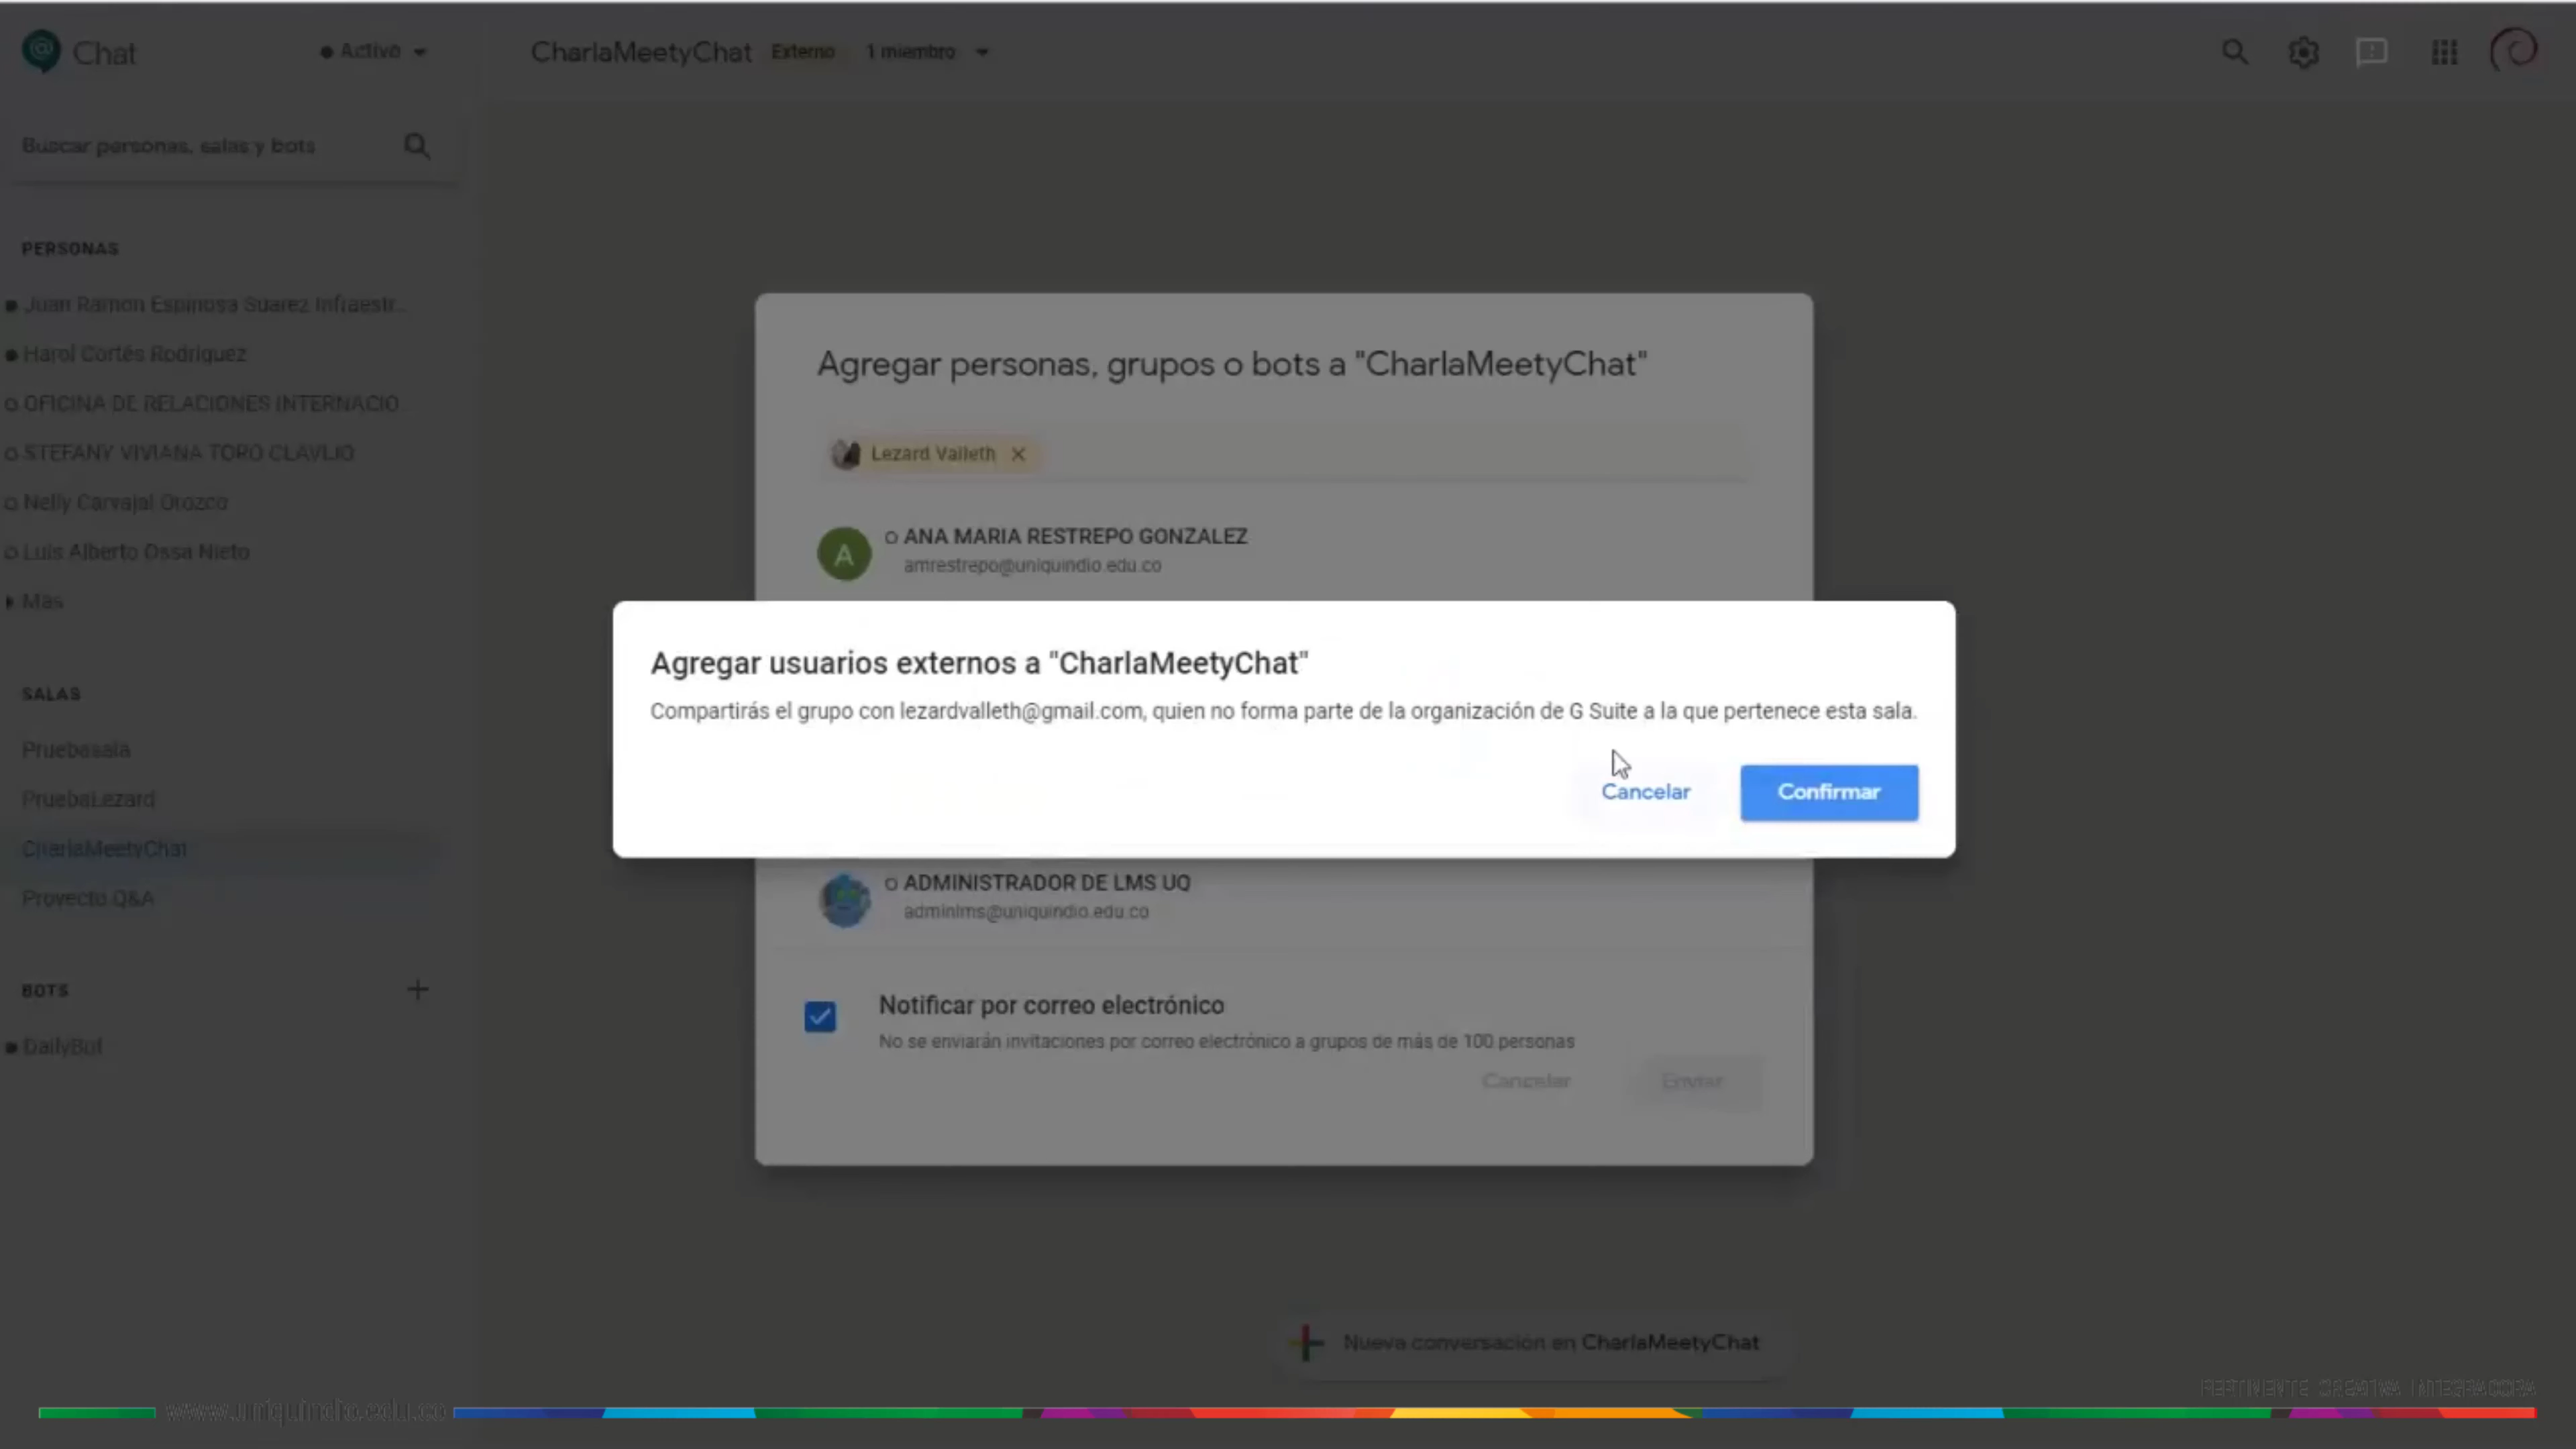 Chat
Activo
CharlaMeetyChat Externo 1 miembro
Buscar personas, salas y bots
PERSONAS
Juan Ramon Espinosa Suarez Infraestr...
Harol Cortés Rodriguez
OFICINA DE RELACIONES INTERNACIO...
STEFANY VIVIANA TORO CLAVIJO
Nelly Carvajal Orozco
Luis Alberto Ossa Nieto
Más
SALAS
Pruebasala
PruebaLezard
CharlaMeetyChat
Proyecto Q&A
BOTS
DailyBot
Agregar personas, grupos o bots a "CharlaMeetyChat"
Lezard Valleth
A
ANA MARIA RESTREPO GONZALEZ
amrestrepo@uniquindio.edu.co
Agregar usuarios externos a "CharlaMeetyChat"
Compartirás el grupo con lezardvalleth@gmail.com, quien no forma parte de la organización de G Suite a la que pertenece esta sala.
Cancelar Confirmar
ADMINISTRADOR DE LMS UQ
adminlms@uniquindio.edu.co
Notificar por correo electrónico
No se enviarán invitaciones por correo electrónico a grupos de más de 100 personas
Cancelar Enviar
Nueva conversación en CharlaMeetyChat
PERTINENTE CREATIVA INTEGRADORA
www.uniquindio.edu.co